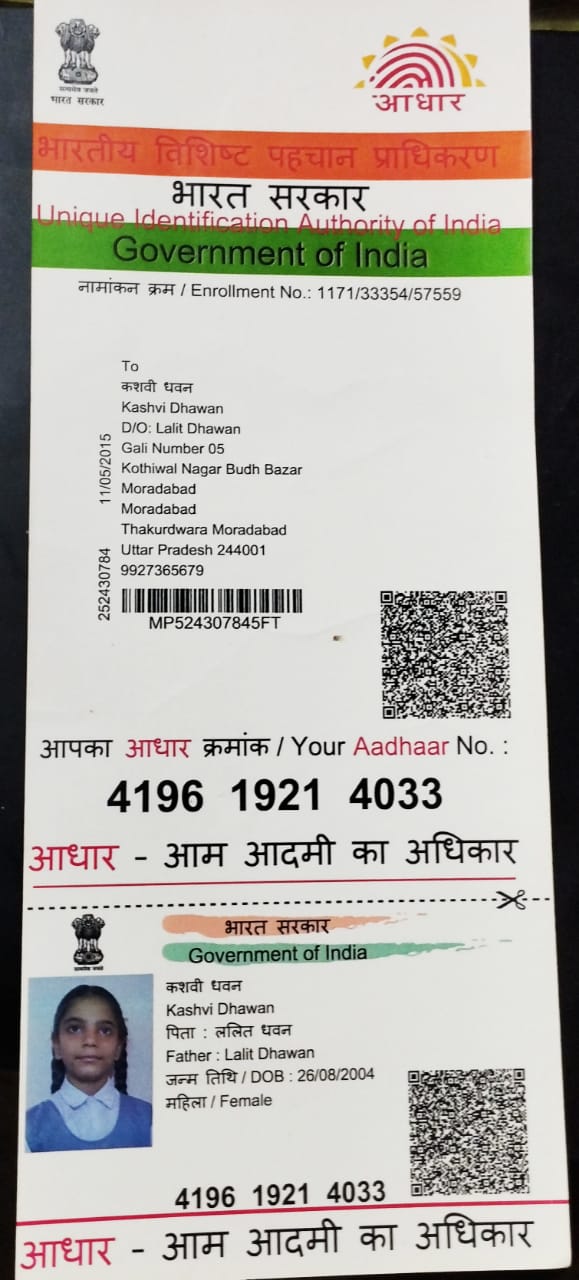 सत्यमेव जयते
भारत सरकार
आधार
भारतीय तिशिष्ट पहचान प्राधिकरण
भारत सरकार
Unique Identification Authority of India
Government of India
नामांकन क्रम / Enrollment No.: 1171/33354/57559
To
कशवी धवन
Kashvi Dhawan
D/O: Lalit Dhawan
Gali Number 05
Kothiwal Nagar Budh Bazar
Moradabad
Moradabad
Thakurdwara Moradabad
Uttar Pradesh 244001
9927365679
252430784 11/05/2015
MP524307845FT
आपका आधार क्रमांक / Your Aadhaar No. :
4196 1921 4033
आधार - आम आदमी का अधिकार
भारत सरकार
Government of India
कशवी धवन
Kashvi Dhawan
पिता : ललित धवन
Father : Lalit Dhawan
जन्म तिथि / DOB : 26/08/2004
महिला / Female
4196 1921 4033
आधार - आम आदमी का अधिकार